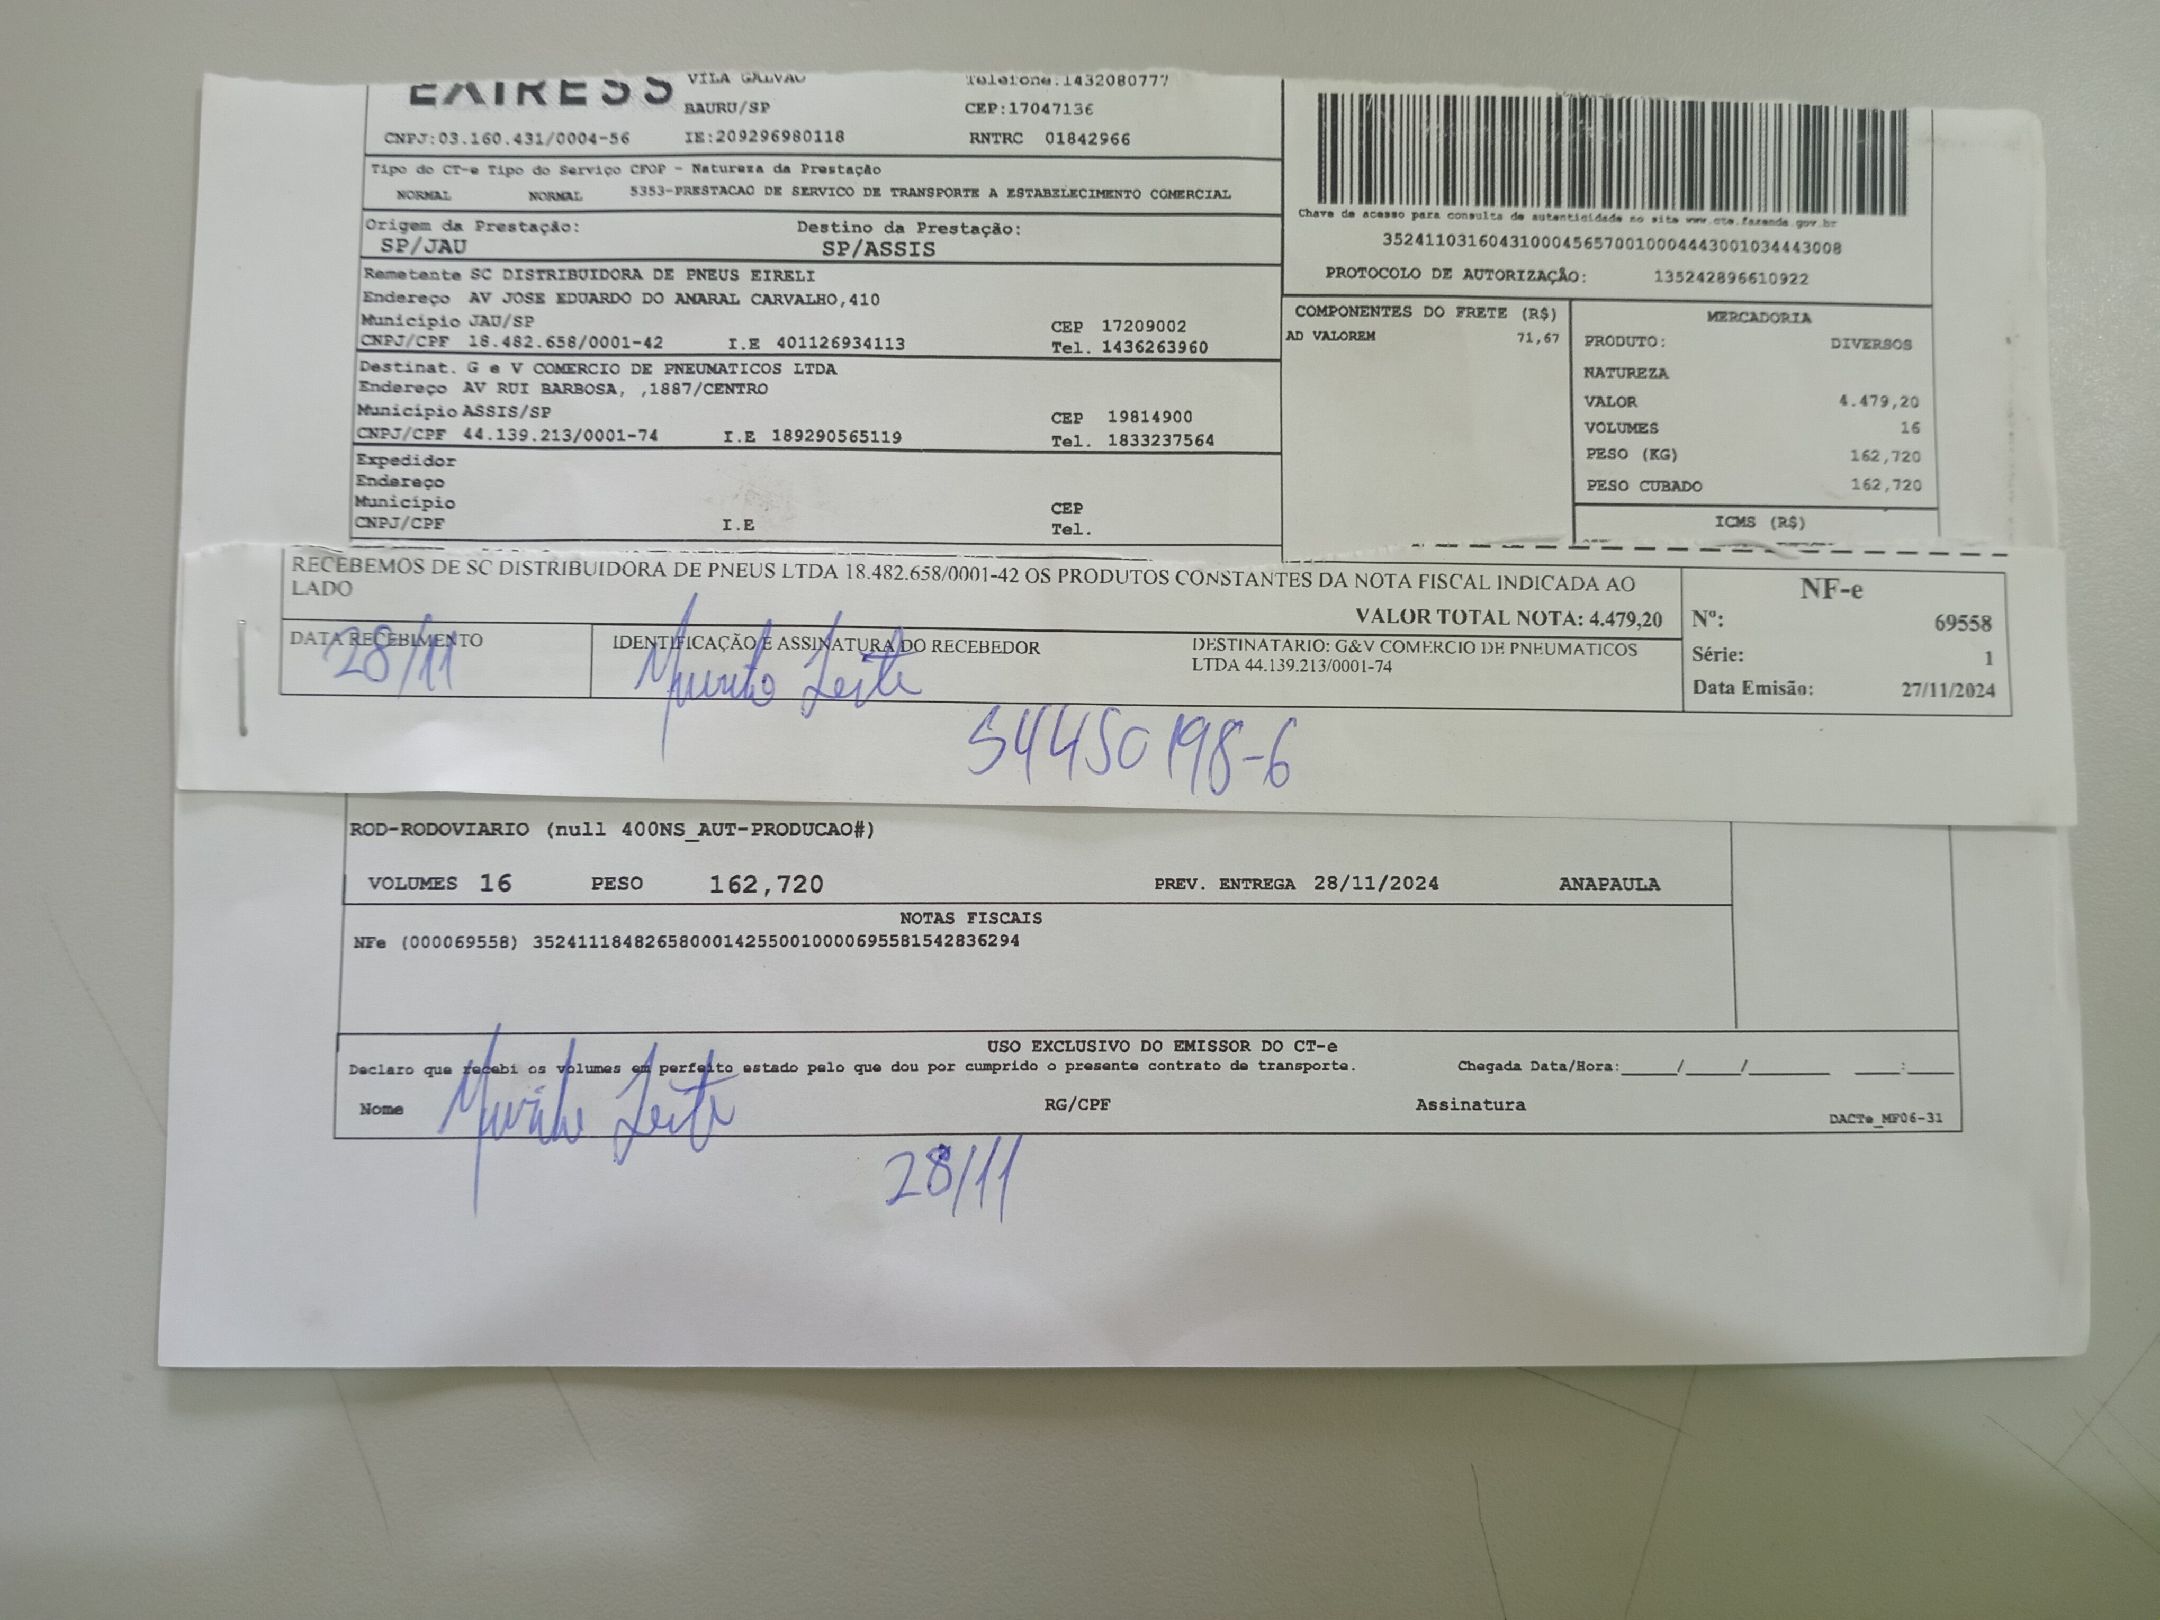 EXPRESS VILA GALVAO Telefone.1432080777
BAURU/SP CEP:17047136
CNPJ:03.160.431/0004-56 IE:209296980118 RNTRC 01842966
Tipo do CT-e Tipo do Serviço CFOP - Natureza da Prestação
NORMAL NORMAL 5353-PRESTACAO DE SERVICO DE TRANSPORTE A ESTABELECIMENTO COMERCIAL
Origem da Prestação: Destino da Prestação:
SP/JAU SP/ASSIS
Remetente SC DISTRIBUIDORA DE PNEUS EIRELI
Endereço AV JOSE EDUARDO DO AMARAL CARVALHO,410
Município JAU/SP CEP 17209002
CNPJ/CPF 18.482.658/0001-42 I.E 401126934113 Tel. 1436263960
Destinat. G e V COMERCIO DE PNEUMATICOS LTDA
Endereço AV RUI BARBOSA, ,1887/CENTRO
Município ASSIS/SP CEP 19814900
CNPJ/CPF 44.139.213/0001-74 I.E 189290565119 Tel. 1833237564
Expedidor
Endereço
Município CEP
CNPJ/CPF I.E Tel.
Chave de acesso para consulta de autenticidade no site www.cte.fazenda.gov.br
35241103160431000456570010004443001034443008
PROTOCOLO DE AUTORIZAÇÃO: 135242896610922
COMPONENTES DO FRETE (R$)
AD VALOREM 71,67
MERCADORIA
PRODUTO: DIVERSOS
NATUREZA
VALOR 4.479,20
VOLUMES 16
PESO (KG) 162,720
PESO CUBADO 162,720
ICMS (R$)
RECEBEMOS DE SC DISTRIBUIDORA DE PNEUS LTDA 18.482.658/0001-42 OS PRODUTOS CONSTANTES DA NOTA FISCAL INDICADA AO
LADO
VALOR TOTAL NOTA: 4.479,20
DATA RECEBIMENTO IDENTIFICAÇÃO E ASSINATURA DO RECEBEDOR DESTINATARIO: G&V COMERCIO DE PNEUMATICOS
LTDA 44.139.213/0001-74
28/11 Murilo Leite
NF-e
Nº: 69558
Série: 1
Data Emisão: 27/11/2024
54450198-6
ROD-RODOVIARIO (null 400NS_AUT-PRODUCAO#)
VOLUMES 16 PESO 162,720 PREV. ENTREGA 28/11/2024 ANAPAULA
NOTAS FISCAIS
NFe (000069558) 35241118482658000142550010000695581542836294
USO EXCLUSIVO DO EMISSOR DO CT-e
Declaro que recebi os volumes em perfeito estado pelo que dou por cumprido o presente contrato de transporte. Chegada Data/Hora:_____/_____/________ ____:____
Nome Murilo Leite RG/CPF Assinatura
DACTe_MF06-31
28/11